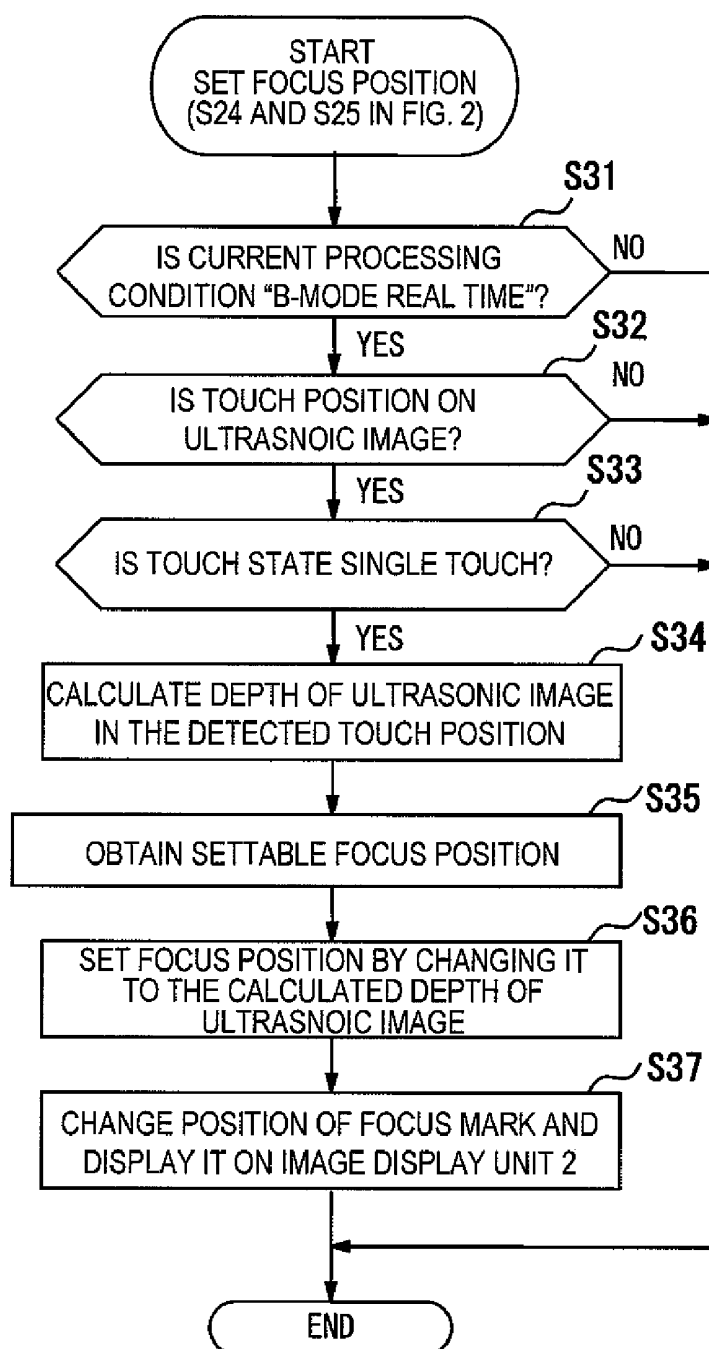 START
SET FOCUS POSITION
(S24 AND S25 IN FIG. 2)
S31
IS CURRENT PROCESSING
CONDITION "B-MODE REAL TIME"?
NO
YES
S32
IS TOUCH POSITION ON
ULTRASNOIC IMAGE?
NO
YES
S33
IS TOUCH STATE SINGLE TOUCH?
NO
YES
S34
CALCULATE DEPTH OF ULTRASONIC IMAGE
IN THE DETECTED TOUCH POSITION
S35
OBTAIN SETTABLE FOCUS POSITION
S36
SET FOCUS POSITION BY CHANGING IT
TO THE CALCULATED DEPTH OF
ULTRASNOIC IMAGE
S37
CHANGE POSITION OF FOCUS MARK AND
DISPLAY IT ON IMAGE DISPLAY UNIT 2
END